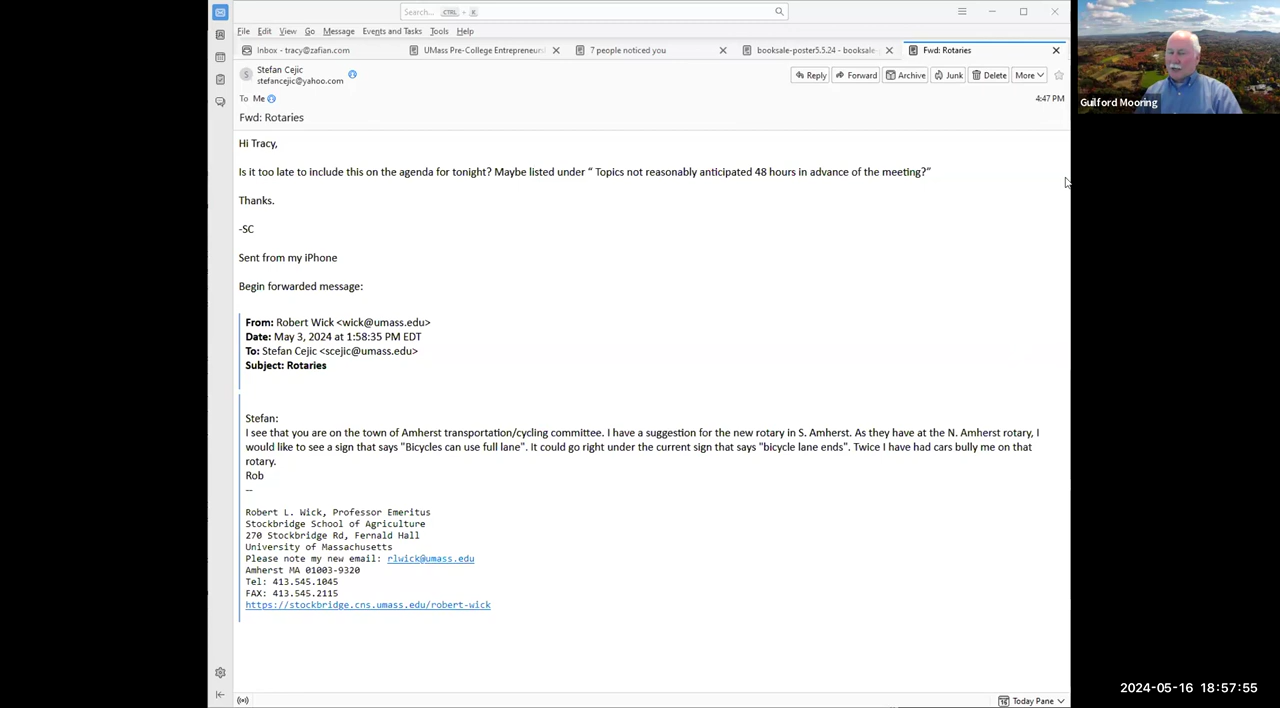 Search... CTRL + K
File Edit View Go Message Events and Tasks Tools Help
Inbox - tracy@zafian.com
UMass Pre-College Entrepreneurs
7 people noticed you
booksale-poster5.5.24 - booksale-
Fwd: Rotaries
S Stefan Cejic
stefancejic@yahoo.com
Reply Forward Archive Junk Delete More
To Me
4:47 PM
Fwd: Rotaries
Hi Tracy,
Is it too late to include this on the agenda for tonight? Maybe listed under “ Topics not reasonably anticipated 48 hours in advance of the meeting?”
Thanks.
-SC
Sent from my iPhone
Begin forwarded message:
From: Robert Wick <wick@umass.edu>
Date: May 3, 2024 at 1:58:35 PM EDT
To: Stefan Cejic <scejic@umass.edu>
Subject: Rotaries
Stefan:
I see that you are on the town of Amherst transportation/cycling committee. I have a suggestion for the new rotary in S. Amherst. As they have at the N. Amherst rotary, I
would like to see a sign that says "Bicycles can use full lane". It could go right under the current sign that says "bicycle lane ends". Twice I have had cars bully me on that
rotary.
Rob
--
Robert L. Wick, Professor Emeritus
Stockbridge School of Agriculture
270 Stockbridge Rd, Fernald Hall
University of Massachusetts
Please note my new email: rlwick@umass.edu
Amherst MA 01003-9320
Tel: 413.545.1045
FAX: 413.545.2115
https://stockbridge.cns.umass.edu/robert-wick
16 Today Pane
Guilford Mooring
2024-05-16 18:57:55